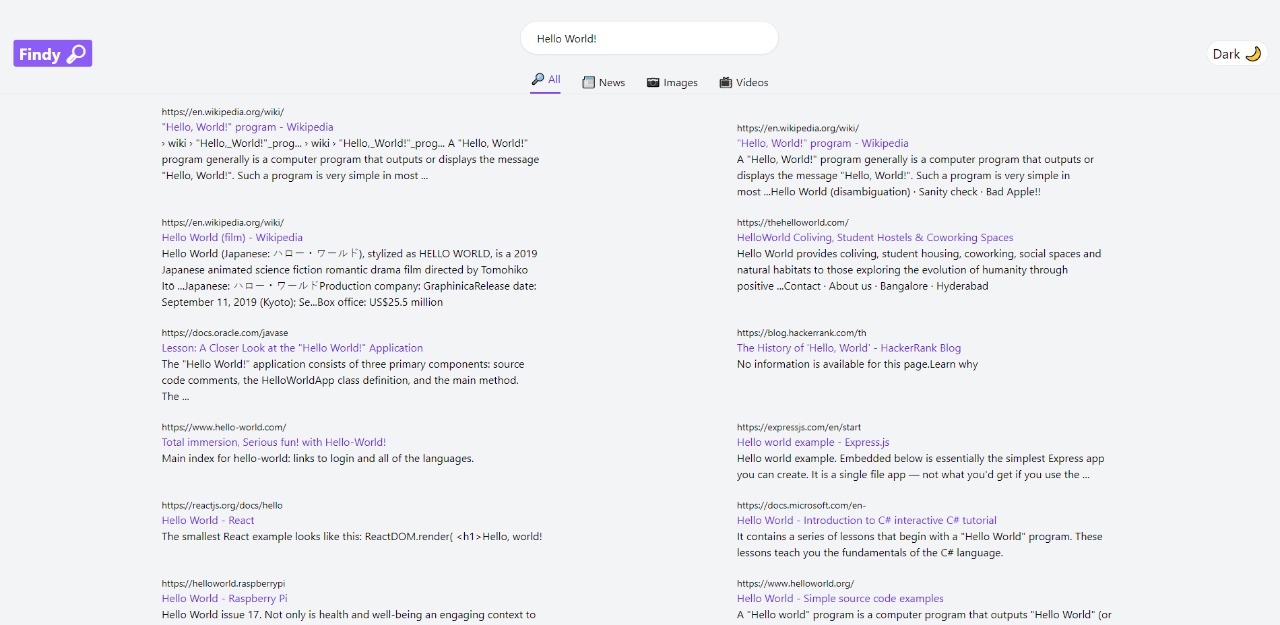 Findy
Hello World!
Dark
All
News
Images
Videos
https://en.wikipedia.org/wiki/
"Hello, World!" program - Wikipedia
› wiki › "Hello,_World!"_prog... › wiki › "Hello,_World!"_prog... A "Hello, World!"
program generally is a computer program that outputs or displays the message
"Hello, World!". Such a program is very simple in most ...
https://en.wikipedia.org/wiki/
"Hello, World!" program - Wikipedia
A "Hello, World!" program generally is a computer program that outputs or
displays the message "Hello, World!". Such a program is very simple in
most ...Hello World (disambiguation) · Sanity check · Bad Apple!!
https://en.wikipedia.org/wiki/
Hello World (film) - Wikipedia
Hello World (Japanese: ハロー・ワールド), stylized as HELLO WORLD, is a 2019
Japanese animated science fiction romantic drama film directed by Tomohiko
Itō ...Japanese: ハロー・ワールドProduction company: GraphinicaRelease date:
September 11, 2019 (Kyoto); Se...Box office: US$25.5 million
https://thehelloworld.com/
HelloWorld Coliving, Student Hostels & Coworking Spaces
Hello World provides coliving, student housing, coworking, social spaces and
natural habitats to those exploring the evolution of humanity through
positive ...Contact · About us · Bangalore · Hyderabad
https://docs.oracle.com/javase
Lesson: A Closer Look at the "Hello World!" Application
The "Hello World!" application consists of three primary components: source
code comments, the HelloWorldApp class definition, and the main method.
The ...
https://blog.hackerrank.com/th
The History of 'Hello, World' - HackerRank Blog
No information is available for this page.Learn why
https://www.hello-world.com/
Total immersion, Serious fun! with Hello-World!
Main index for hello-world: links to login and all of the languages.
https://expressjs.com/en/start
Hello world example - Express.js
Hello world example. Embedded below is essentially the simplest Express app
you can create. It is a single file app — not what you'd get if you use the ...
https://reactjs.org/docs/hello
Hello World - React
The smallest React example looks like this: ReactDOM.render( <h1>Hello, world!
https://docs.microsoft.com/en-
Hello World - Introduction to C# interactive C# tutorial
It contains a series of lessons that begin with a "Hello World" program. These
lessons teach you the fundamentals of the C# language.
https://helloworld.raspberrypi
Hello World - Raspberry Pi
Hello World issue 17. Not only is health and well-being an engaging context to
https://www.helloworld.org/
Hello World - Simple source code examples
A "Hello world" program is a computer program that outputs "Hello World" (or